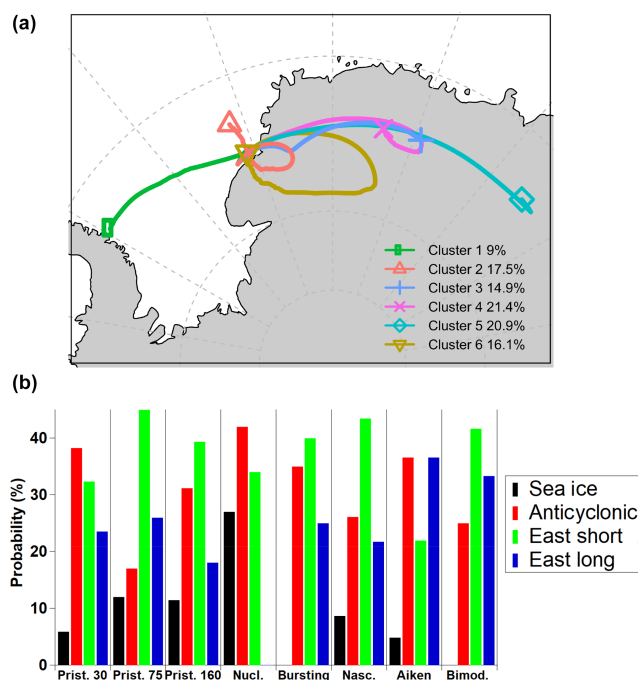 (a)
Cluster 1 9%
Cluster 2 17.5%
Cluster 3 14.9%
Cluster 4 21.4%
Cluster 5 20.9%
Cluster 6 16.1%
(b)
Probability (%)
40
30
20
10
0
Prist. 30 Prist. 75 Prist. 160 Nucl. Bursting Nasc. Aiken Bimod.
Sea ice
Anticyclonic
East short
East long